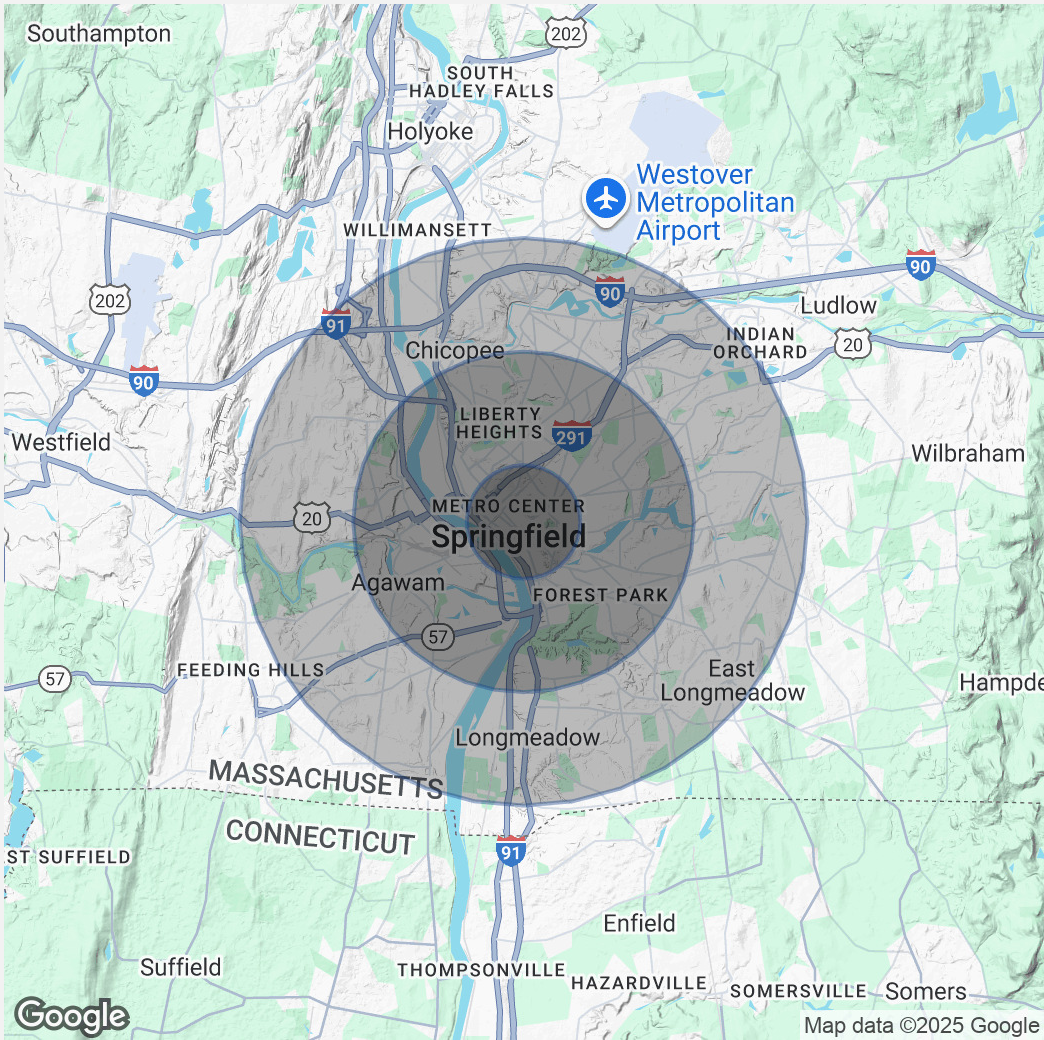 Southampton
202
SOUTH
HADLEY FALLS
Holyoke
Westover
Metropolitan
Airport
WILLIMANSETT
90
90
202
Ludlow
91
INDIAN
ORCHARD
20
Chicopee
90
LIBERTY
HEIGHTS
291
Westfield
Wilbraham
METRO CENTER
20
Springfield
Agawam
FOREST PARK
57
FEEDING HILLS
East
Longmeadow
57
Hampde
Longmeadow
MASSACHUSETTS
CONNECTICUT
91
ST SUFFIELD
Enfield
Suffield
THOMPSONVILLE
HAZARDVILLE
SOMERSVILLE
Somers
Google
Map data ©2025 Google